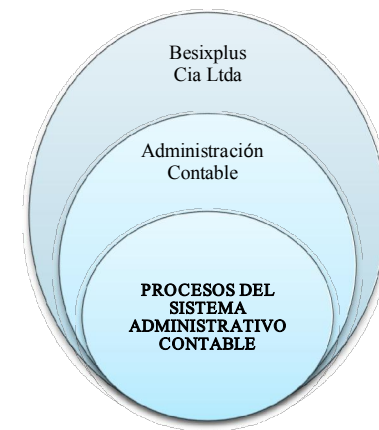 Besixplus
Cia Ltda
Administración
Contable
PROCESOS DEL
SISTEMA
ADMINISTRATIVO
CONTABLE